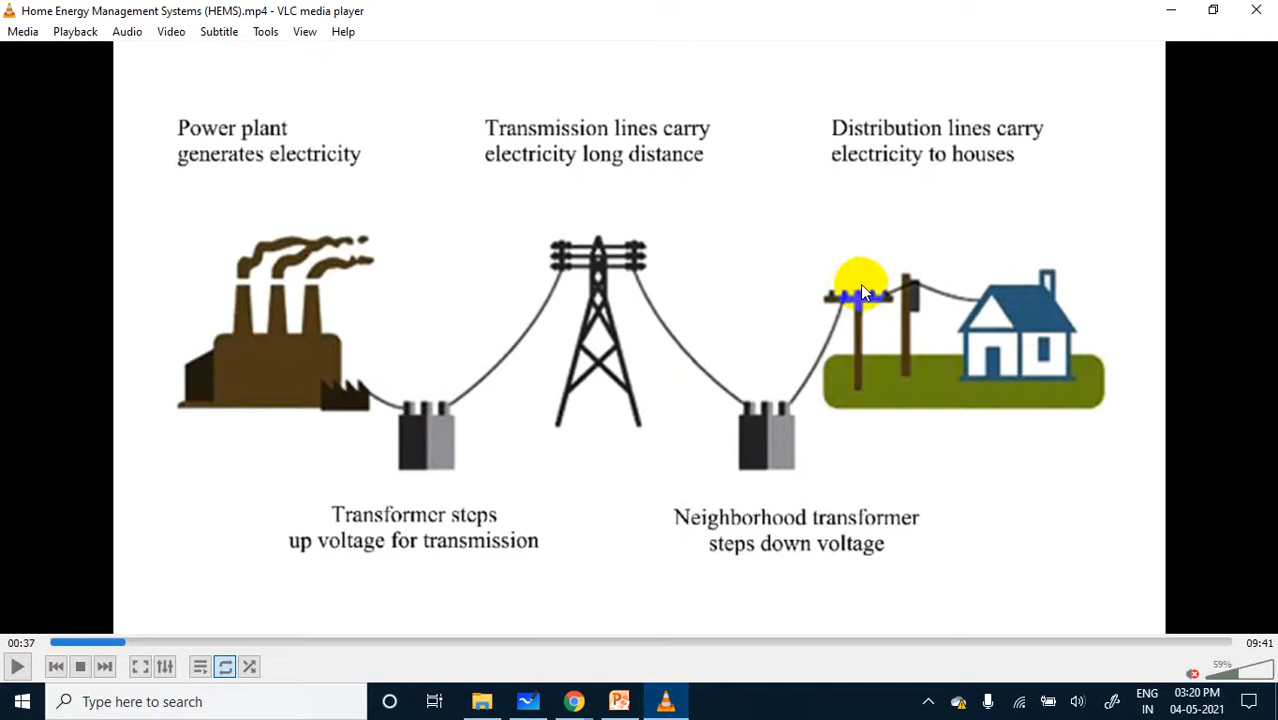 Home Energy Management Systems (HEMS).mp4 - VLC media player
Media Playback Audio Video Subtitle Tools View Help
Power plant
generates electricity
Transmission lines carry
electricity long distance
Distribution lines carry
electricity to houses
Transformer steps
up voltage for transmission
Neighborhood transformer
steps down voltage
00:37
09:41
59%
Type here to search
ENG
IN
03:20 PM
04-05-2021